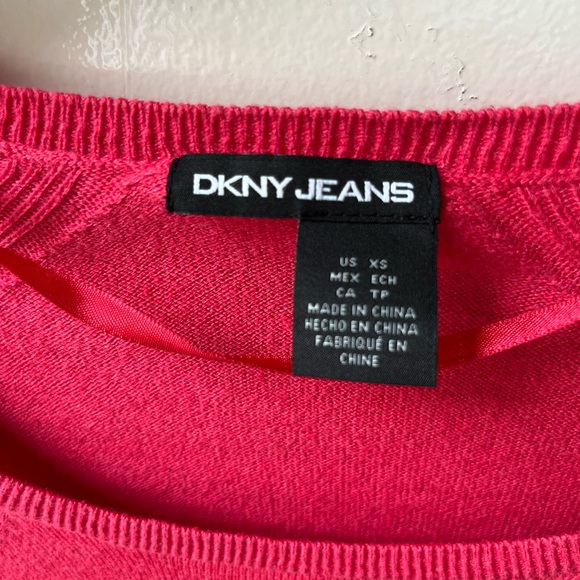 DKNY JEANS
US XS
MEX ECH
CA TP
MADE IN CHINA
HECHO EN CHINA
FABRIQUÉ EN
CHINE